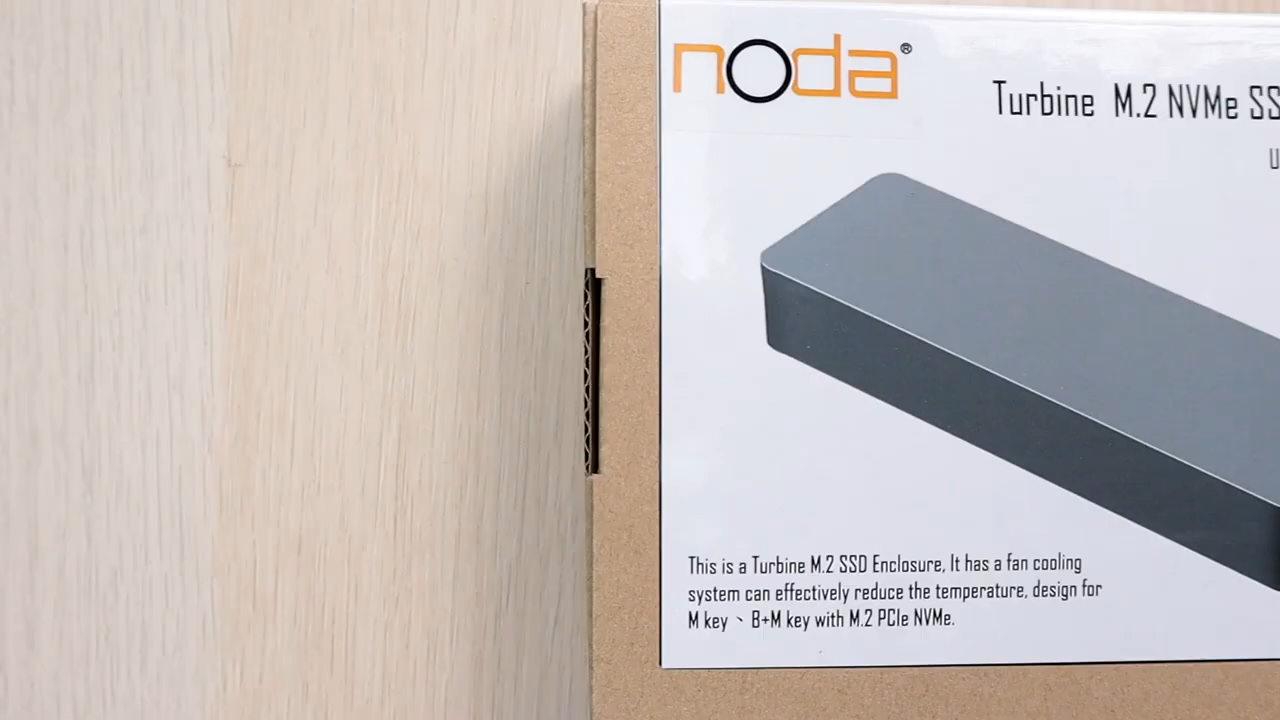 noda®
Turbine M.2 NVMe SS
U
This is a Turbine M.2 SSD Enclosure, It has a fan cooling
system can effectively reduce the temperature, design for
M key、B+M key with M.2 PCIe NVMe.